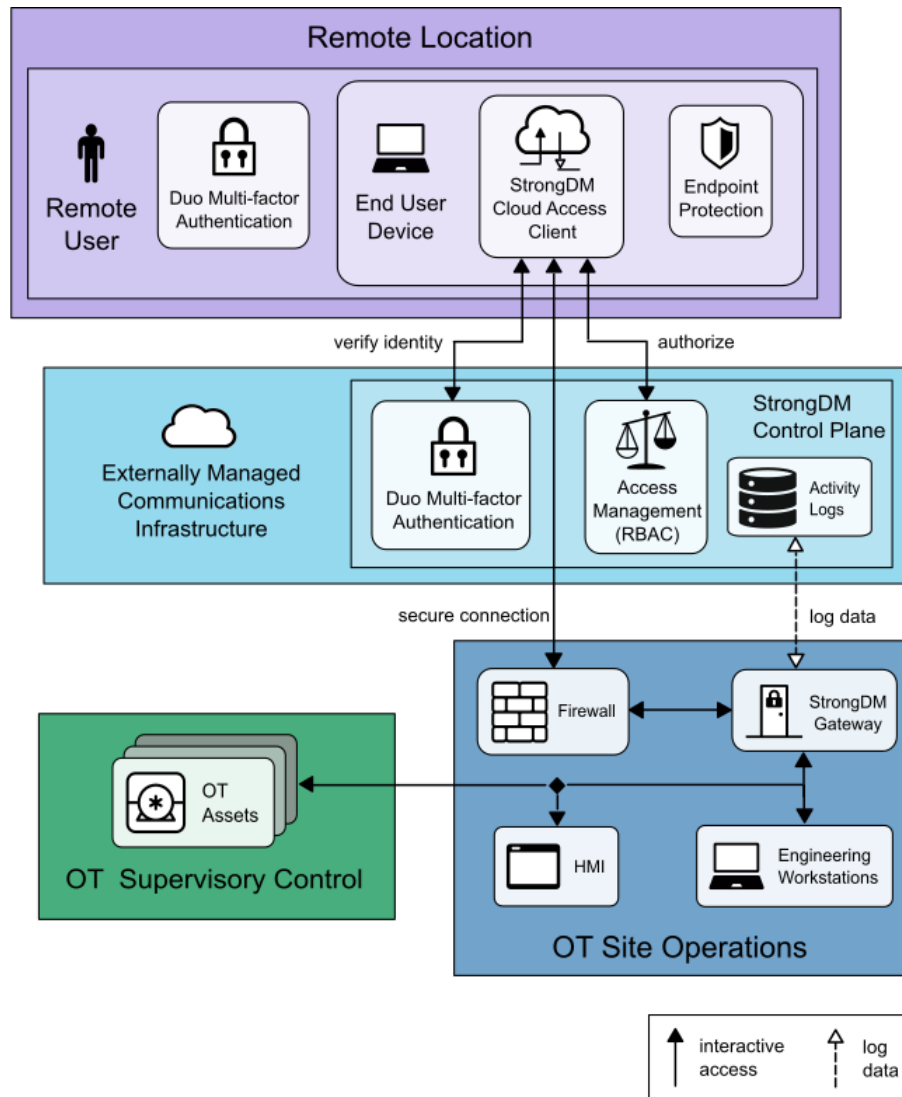 Remote Location
Remote
User
Duo Multi-factor
Authentication
End User
Device
StrongDM
Cloud Access
Client
Endpoint
Protection
verify identity
authorize
Externally Managed
Communications
Infrastructure
Duo Multi-factor
Authentication
Access
Management
(RBAC)
StrongDM
Control Plane
Activity
Logs
secure connection
log data
Firewall
StrongDM
Gateway
OT
Assets
OT Supervisory Control
HMI
Engineering
Workstations
OT Site Operations
interactive
access
log
data